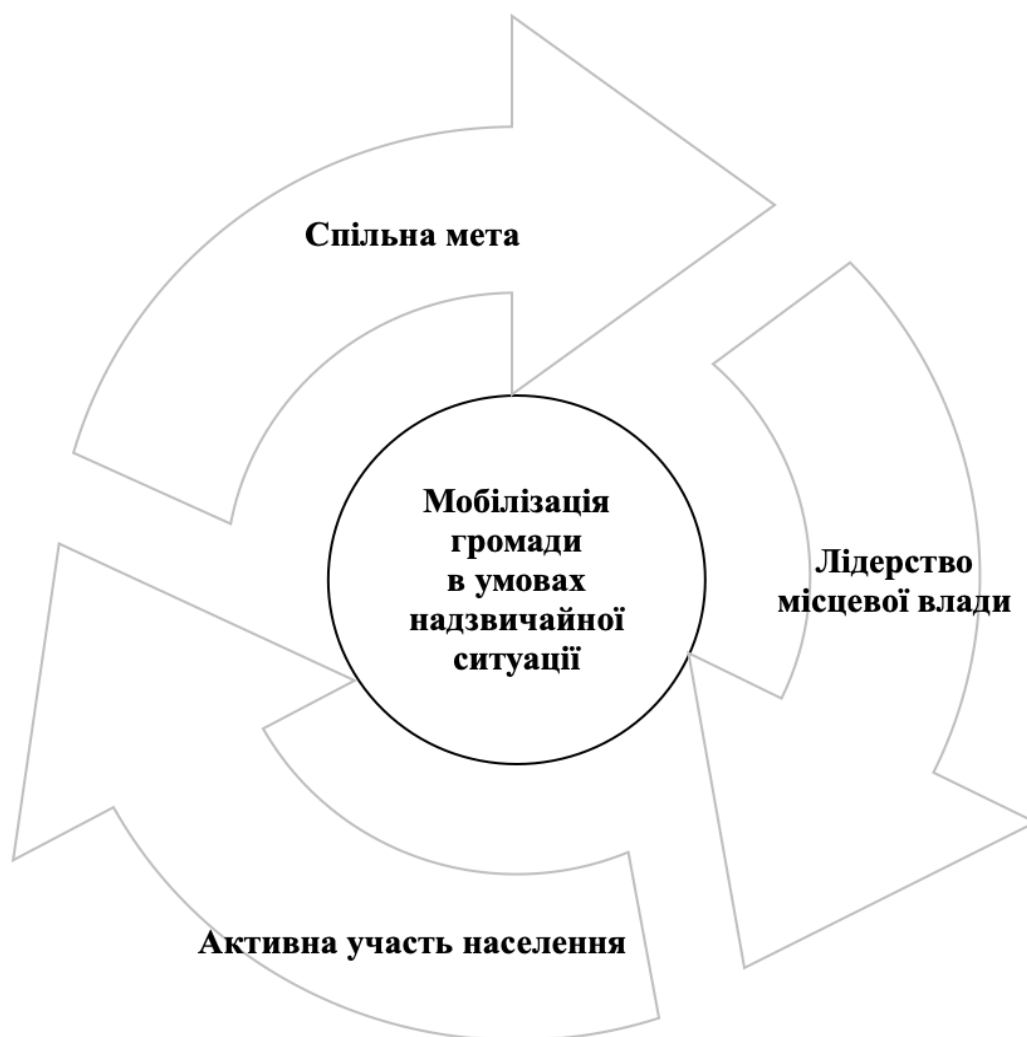 Спільна мета
Мобілізація
громади
в умовах
надзвичайної
ситуації
Лідерство
місцевої влади
Активна участь населення